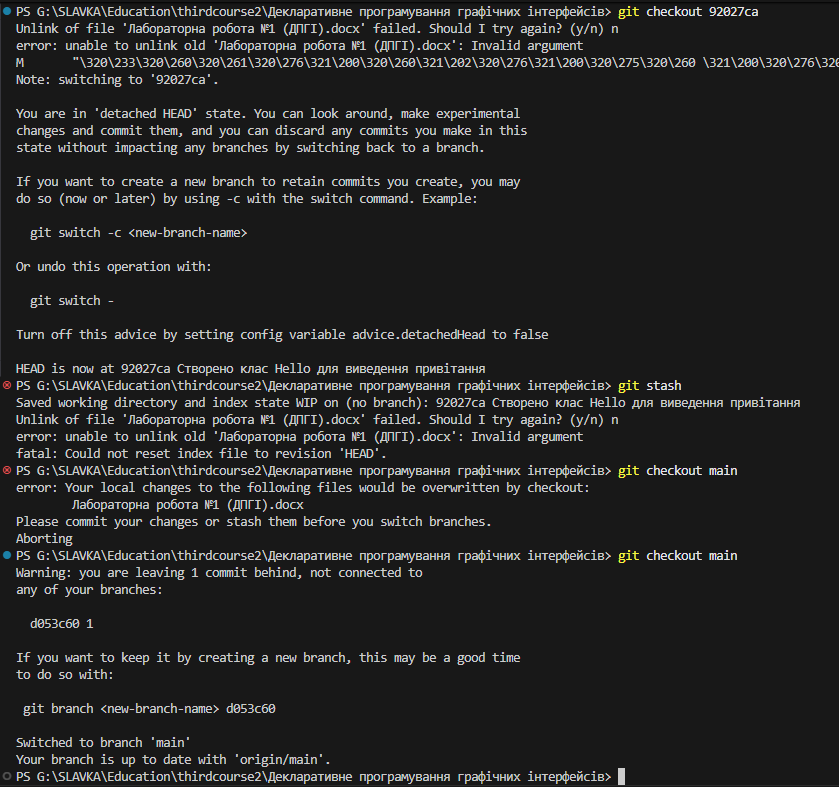 PS G:\SLAVKA\Education\thirdcourse2\Декларативне програмування графічних інтерфейсів> git checkout 92027ca
Unlink of file 'Лабораторна робота №1 (ДПГІ).docx' failed. Should I try again? (y/n) n
error: unable to unlink old 'Лабораторна робота №1 (ДПГІ).docx': Invalid argument
M       "\320\233\320\260\320\261\320\276\321\200\320\260\321\202\320\276\321\200\320\275\320\260 \321\200\320\276\320
Note: switching to '92027ca'.
You are in 'detached HEAD' state. You can look around, make experimental
changes and commit them, and you can discard any commits you make in this
state without impacting any branches by switching back to a branch.
If you want to create a new branch to retain commits you create, you may
do so (now or later) by using -c with the switch command. Example:
git switch -c <new-branch-name>
Or undo this operation with:
git switch -
Turn off this advice by setting config variable advice.detachedHead to false
HEAD is now at 92027ca Створено клас Hello для виведення привітання
PS G:\SLAVKA\Education\thirdcourse2\Декларативне програмування графічних інтерфейсів> git stash
Saved working directory and index state WIP on (no branch): 92027ca Створено клас Hello для виведення привітання
Unlink of file 'Лабораторна робота №1 (ДПГІ).docx' failed. Should I try again? (y/n) n
error: unable to unlink old 'Лабораторна робота №1 (ДПГІ).docx': Invalid argument
fatal: Could not reset index file to revision 'HEAD'.
PS G:\SLAVKA\Education\thirdcourse2\Декларативне програмування графічних інтерфейсів> git checkout main
error: Your local changes to the following files would be overwritten by checkout:
Лабораторна робота №1 (ДПГІ).docx
Please commit your changes or stash them before you switch branches.
Aborting
PS G:\SLAVKA\Education\thirdcourse2\Декларативне програмування графічних інтерфейсів> git checkout main
Warning: you are leaving 1 commit behind, not connected to
any of your branches:
d053c60 1
If you want to keep it by creating a new branch, this may be a good time
to do so with:
git branch <new-branch-name> d053c60
Switched to branch 'main'
Your branch is up to date with 'origin/main'.
PS G:\SLAVKA\Education\thirdcourse2\Декларативне програмування графічних інтерфейсів>